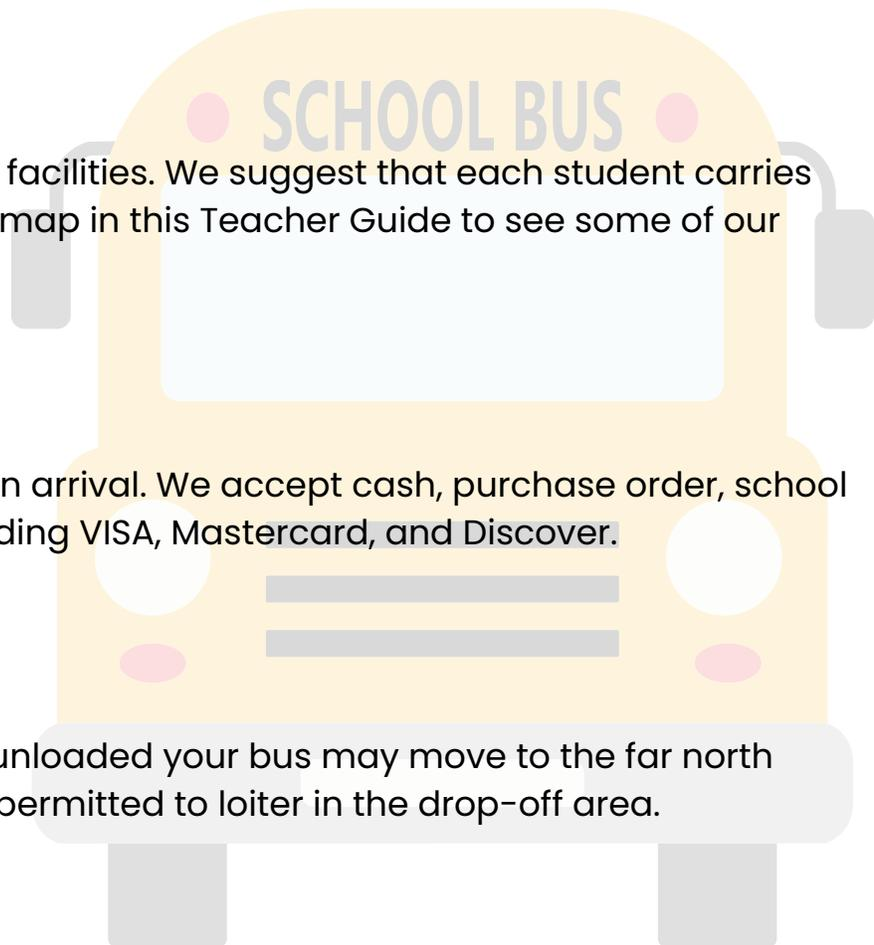 SCHOOL BUS
facilities. We suggest that each student carries
map in this Teacher Guide to see some of our
n arrival. We accept cash, purchase order, school
ding VISA, Mastercard, and Discover.
unloaded your bus may move to the far north
permitted to loiter in the drop-off area.